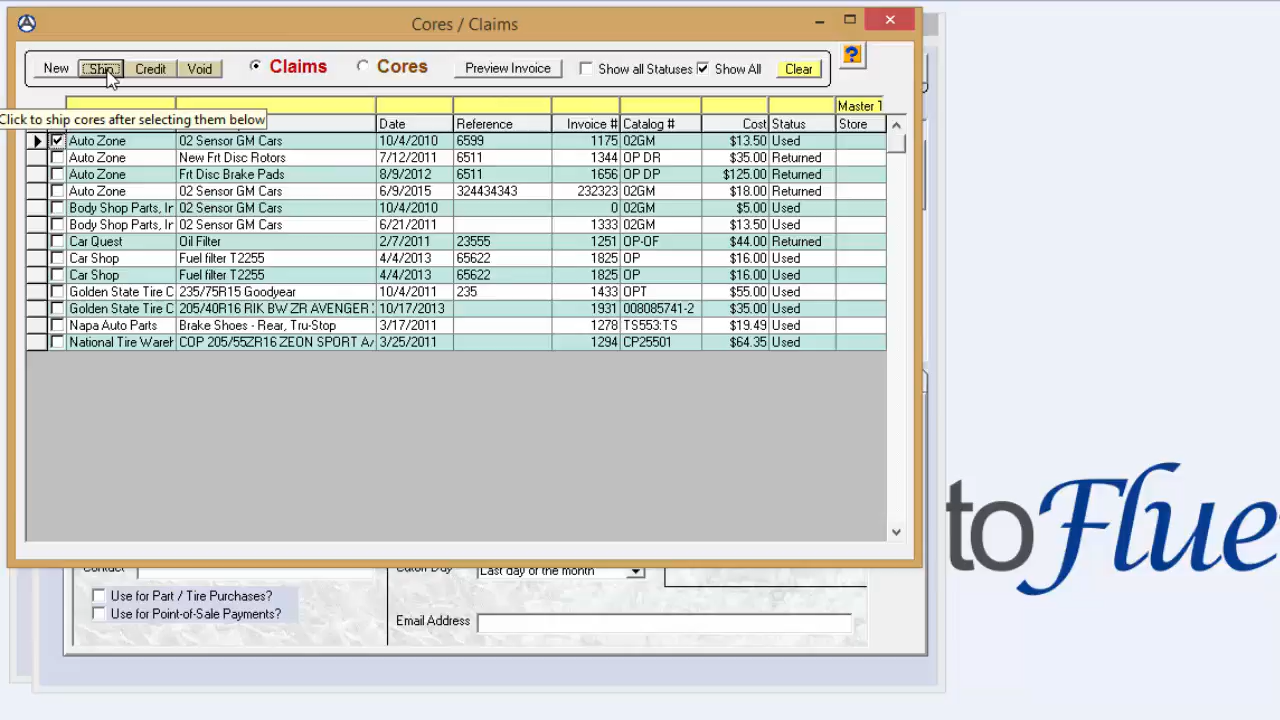 Cores / Claims
New Ship Credit Void Claims Cores Preview Invoice Show all Statuses Show All Clear ?
Master 1
Click to ship cores after selecting them below
Date Reference Invoice # Catalog # Cost Status Store
Auto Zone 02 Sensor GM Cars 10/4/2010 6599 1175 02GM $13.50 Used
Auto Zone New Frt Disc Rotors 7/12/2011 6511 1344 OP DR $35.00 Returned
Auto Zone Frt Disc Brake Pads 8/9/2012 6511 1656 OP DP $125.00 Returned
Auto Zone 02 Sensor GM Cars 6/9/2015 324434343 232323 02GM $18.00 Returned
Body Shop Parts, Ir 02 Sensor GM Cars 10/4/2010 0 02GM $5.00 Used
Body Shop Parts, Ir 02 Sensor GM Cars 6/21/2011 1333 02GM $13.50 Used
Car Quest Oil Filter 2/7/2011 23555 1251 OP-OF $44.00 Returned
Car Shop Fuel filter T2255 4/4/2013 65622 1825 OP $16.00 Used
Car Shop Fuel filter T2255 4/4/2013 65622 1825 OP $16.00 Used
Golden State Tire C 235/75R15 Goodyear 10/4/2011 235 1433 OPT $55.00 Used
Golden State Tire C 205/40R16 RIK BW ZR AVENGER 10/17/2013 1931 008085741-2 $35.00 Used
Napa Auto Parts Brake Shoes - Rear, Tru-Stop 3/17/2011 1278 TS553:TS $19.49 Used
National Tire Wareh COP 205/55ZR16 ZEON SPORT A/ 3/25/2011 1294 CP25501 $64.35 Used
toFlue
Contact Last day of the month
Use for Part / Tire Purchases?
Use for Point-of-Sale Payments?
Email Address